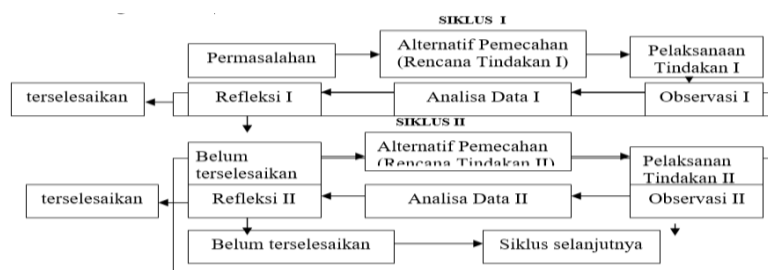 SIKLUS I
Permasalahan
Alternatif Pemecahan
(Rencana Tindakan I)
Pelaksanaan
Tindakan I
terselesaikan
Refleksi I
Analisa Data I
Observasi I
SIKLUS II
Belum
terselesaikan
Alternatif Pemecahan
(Rencana Tindakan II)
Pelaksanan
Tindakan II
terselesaikan
Refleksi II
Analisa Data II
Observasi II
Belum terselesaikan
Siklus selanjutnya